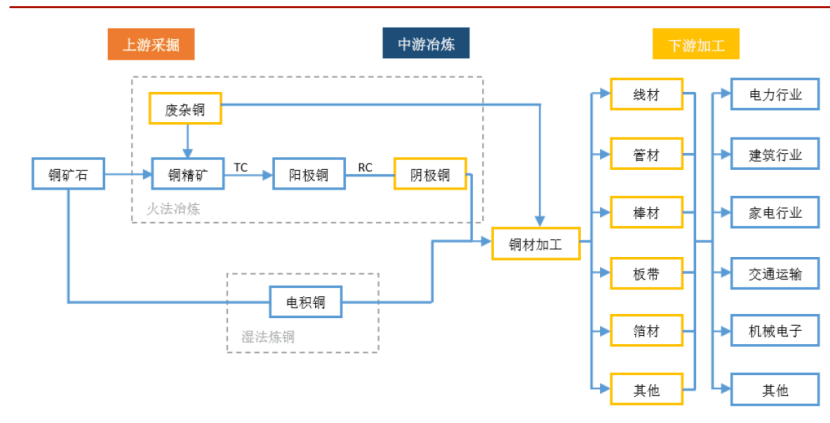 上游采掘
中游冶炼
下游加工
废杂铜
铜矿石
铜精矿
TC
阳极铜
RC
阴极铜
火法冶炼
电积铜
湿法炼铜
铜材加工
线材
管材
棒材
板带
箔材
其他
电力行业
建筑行业
家电行业
交通运输
机械电子
其他